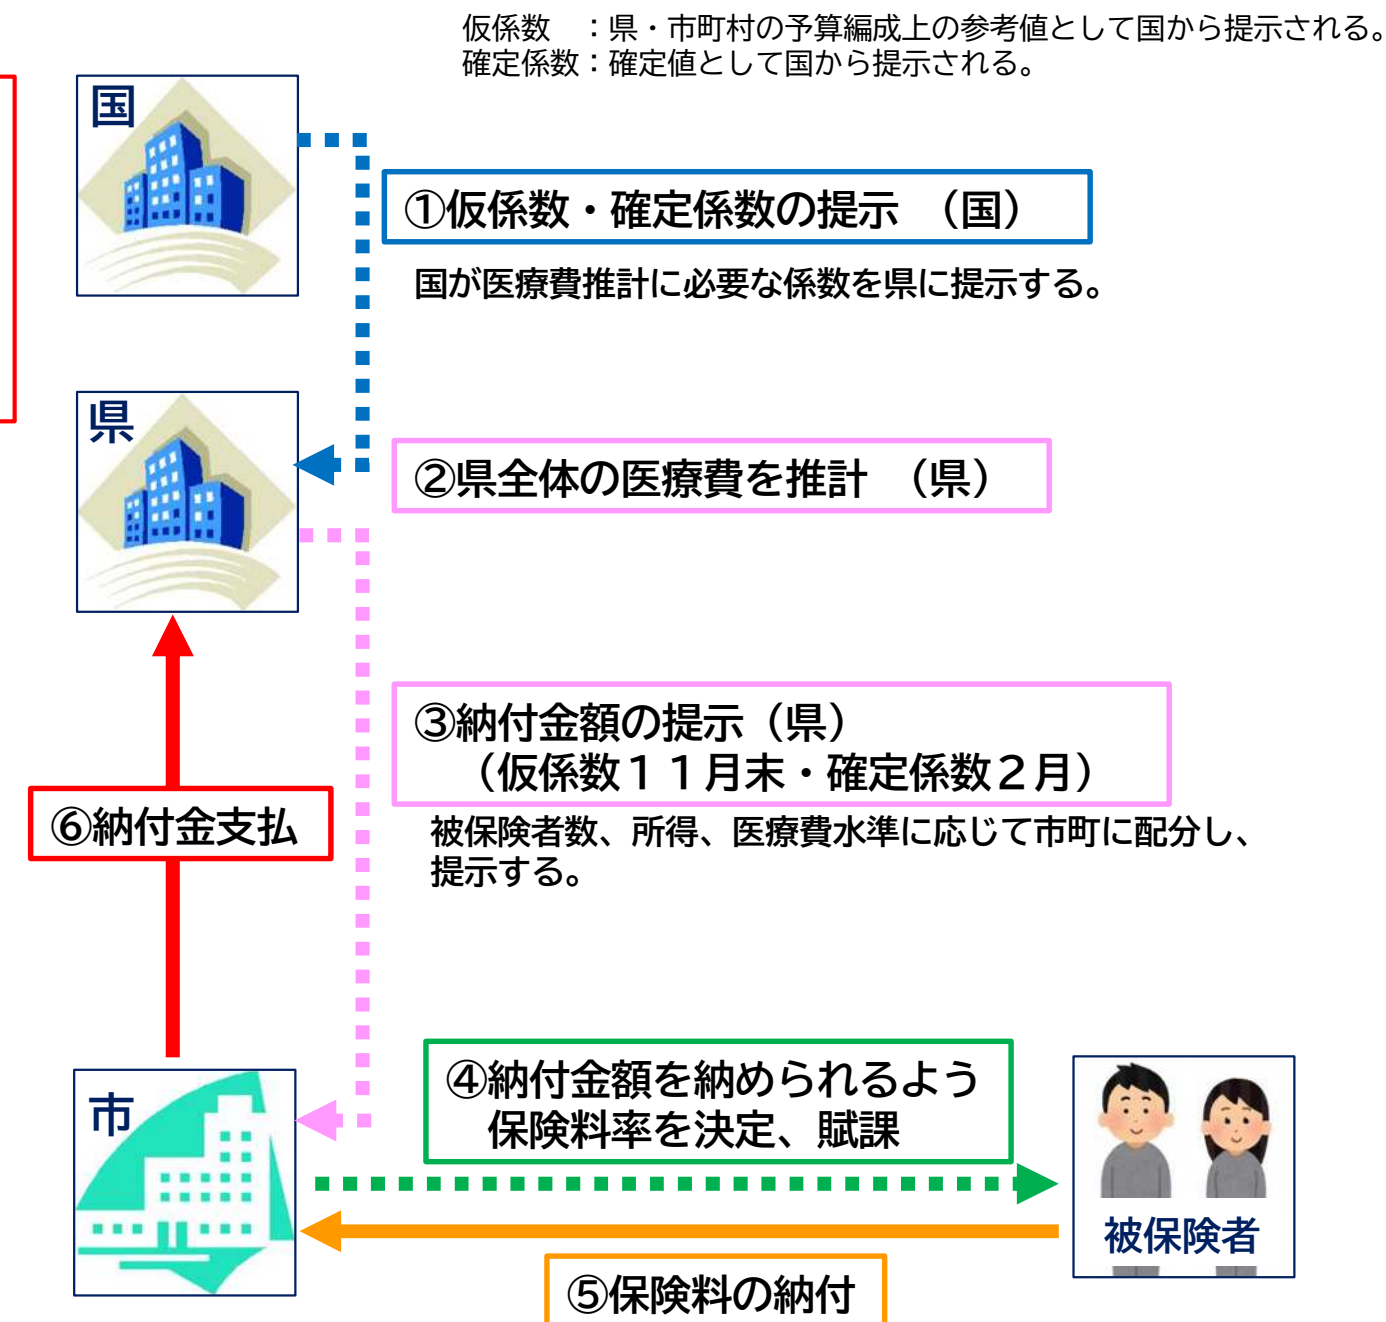 仮係数　：県・市町村の予算編成上の参考値として国から提示される。
確定係数：確定値として国から提示される。
国
①仮係数・確定係数の提示　（国）
国が医療費推計に必要な係数を県に提示する。
県
②県全体の医療費を推計　（県）
③納付金額の提示（県）
（仮係数１１月末・確定係数２月）
被保険者数、所得、医療費水準に応じて市町に配分し、
提示する。
⑥納付金支払
市
④納付金額を納められるよう
保険料率を決定、賦課
被保険者
⑤保険料の納付